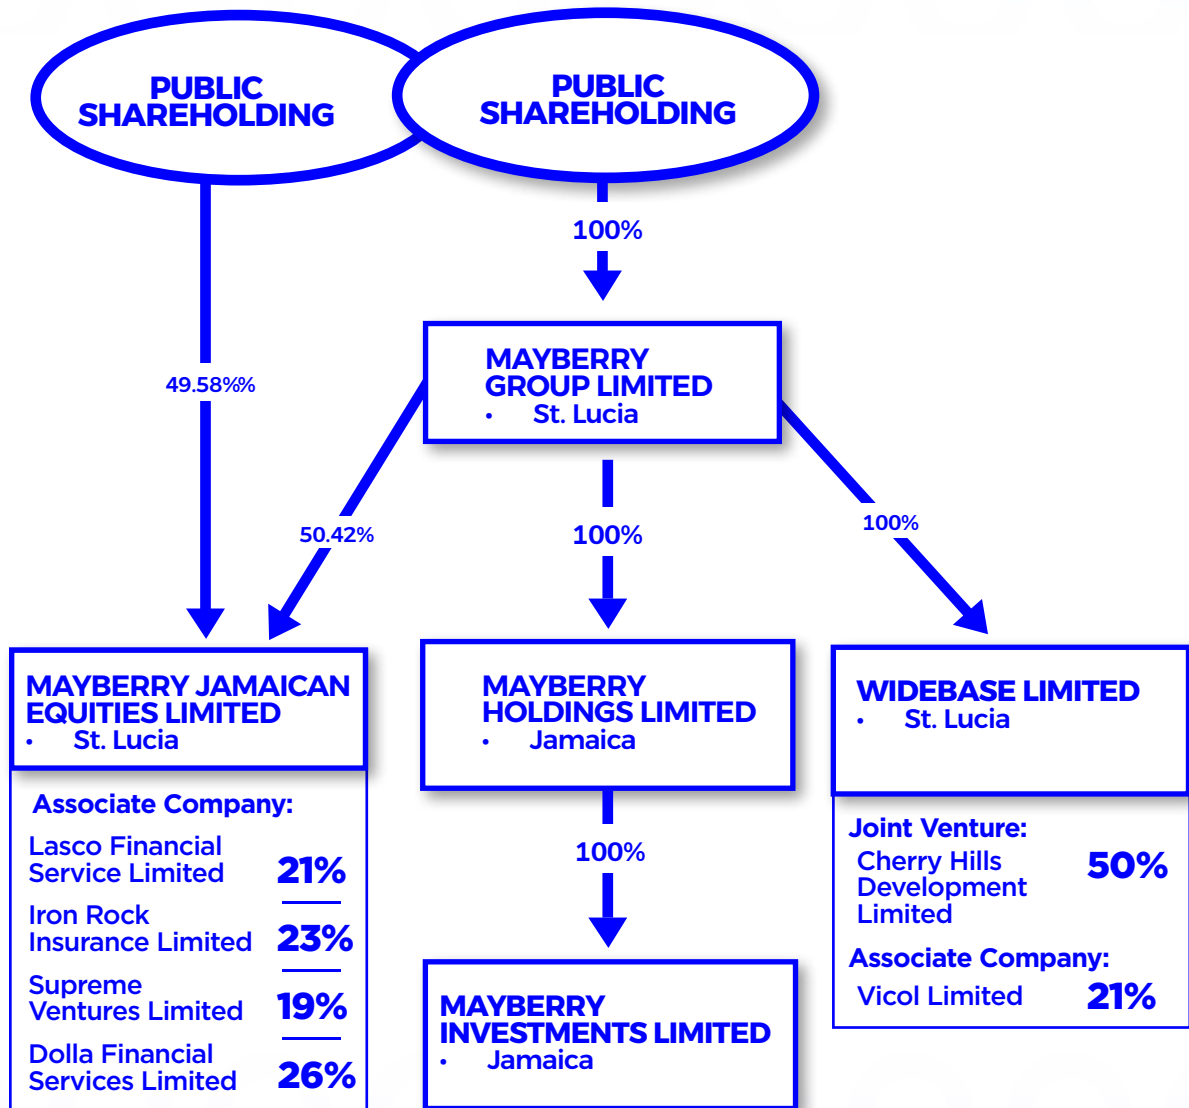 PUBLIC
SHAREHOLDING
PUBLIC
SHAREHOLDING
100%
49.58%%
MAYBERRY
GROUP LIMITED
• St. Lucia
50.42%
100%
100%
MAYBERRY JAMAICAN
EQUITIES LIMITED
• St. Lucia
Associate Company:
Lasco Financial
Service Limited 21%
Iron Rock
Insurance Limited 23%
Supreme
Ventures Limited 19%
Dolla Financial
Services Limited 26%
MAYBERRY
HOLDINGS LIMITED
• Jamaica
100%
MAYBERRY
INVESTMENTS LIMITED
• Jamaica
WIDEBASE LIMITED
• St. Lucia
Joint Venture:
Cherry Hills 50%
Development
Limited
Associate Company:
Vicol Limited 21%